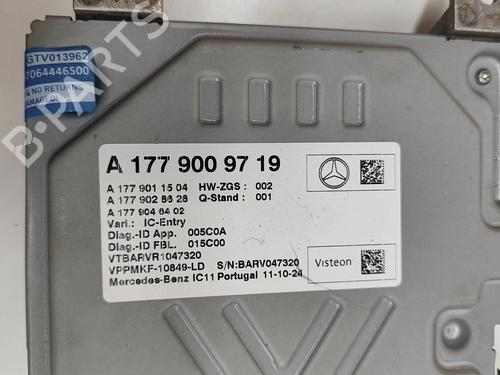 GTV013962
7064446500
& NO RETURNS
DAMAGED)
B-PARTS
A 177 900 97 19
A 177 901 15 04 HW-ZGS : 002
A 177 902 86 28 Q-Stand : 001
A 177 904 84 02
Vari.: IC-Entry
Diag.-ID App. 005C0A
Diag.-ID FBL. 015C00
VTBARVR1047320
VPPMKF-10849-LD S/N:BARV047320
Mercedes-Benz IC11 Portugal 11-10-24
Visteon